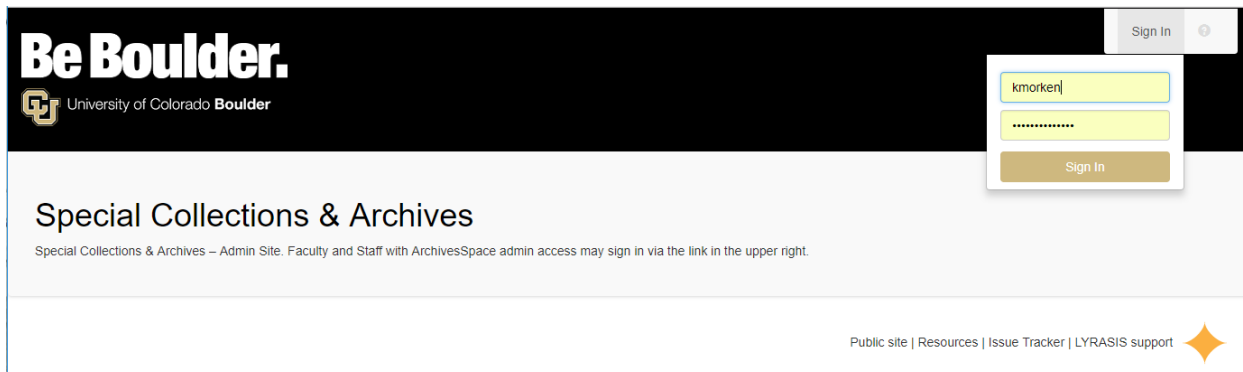 Be Boulder.
University of Colorado Boulder
Sign In
kmorken
Sign In
Special Collections & Archives
Special Collections & Archives – Admin Site. Faculty and Staff with ArchivesSpace admin access may sign in via the link in the upper right.
Public site | Resources | Issue Tracker | LYRASIS support